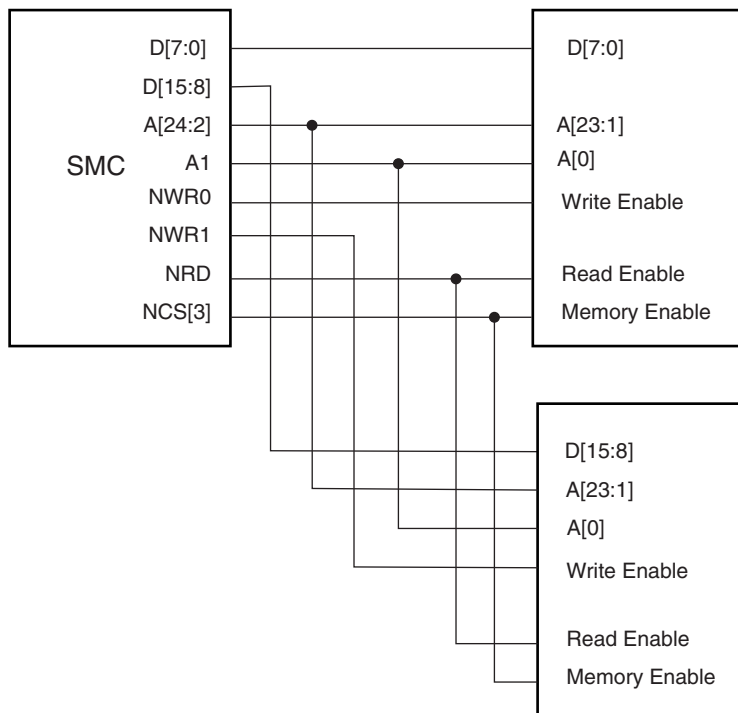 D[7:0]
D[15:8]
A[24:2]
SMC
A1
NWR0
NWR1
NRD
NCS[3]
D[7:0]
A[23:1]
A[0]
Write Enable
Read Enable
Memory Enable
D[15:8]
A[23:1]
A[0]
Write Enable
Read Enable
Memory Enable